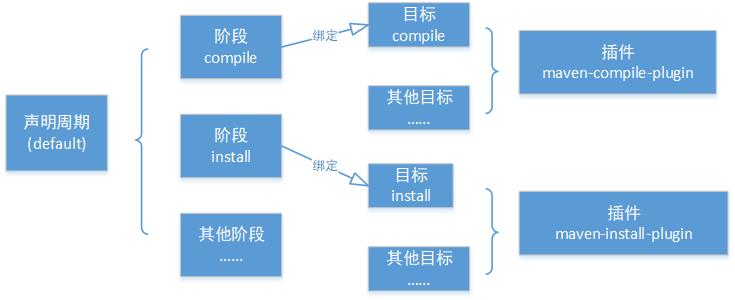 声明周期
(default)
阶段
compile
阶段
install
其他阶段
......
绑定
绑定
目标
compile
其他目标
......
目标
install
其他目标
......
插件
maven-compile-plugin
插件
maven-install-plugin